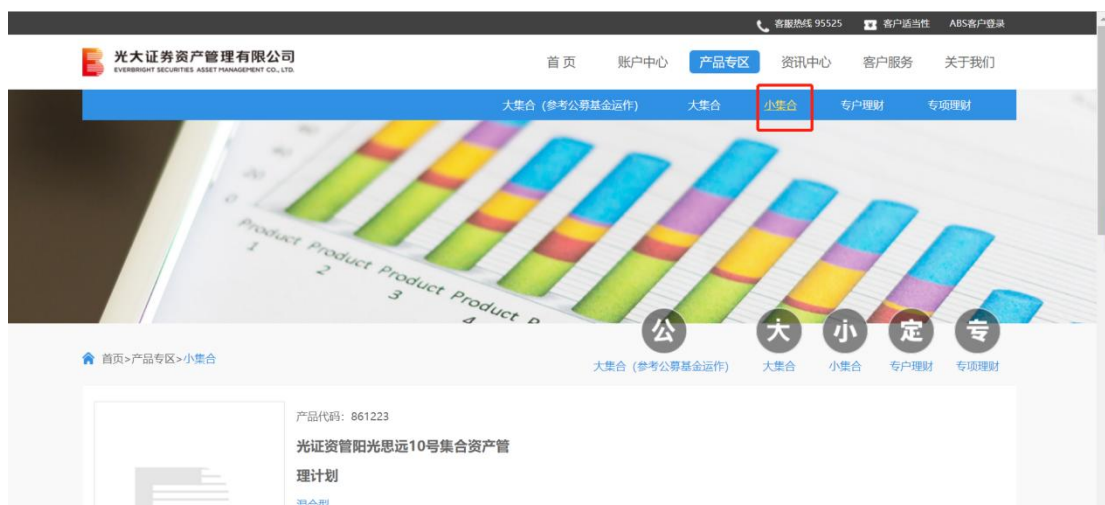 客服热线 95525 客户适当性 ABS客户登录
光大证券资产管理有限公司
EVERBRIGHT SECURITIES ASSET MANAGEMENT CO., LTD.
首页 账户中心 产品专区 资讯中心 客户服务 关于我们
大集合（参考公募基金运作） 大集合 小集合 专户理财 专项理财
20
0
Product Product Product Product
1 2 3 4
公 大 小 定 专
大集合（参考公募基金运作） 大集合 小集合 专户理财 专项理财
首页>产品专区>小集合
产品代码：861223
光证资管阳光思远10号集合资产管
理计划
混合型